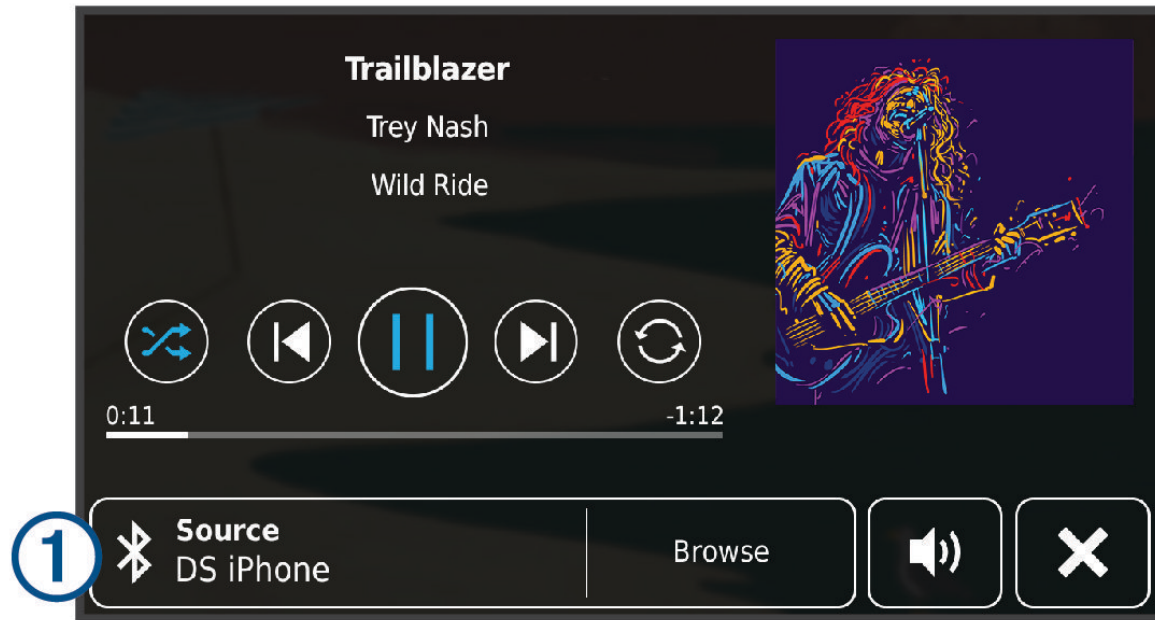 Trailblazer
Trey Nash
Wild Ride
0:11
-1:12
1
Source
DS iPhone
Browse